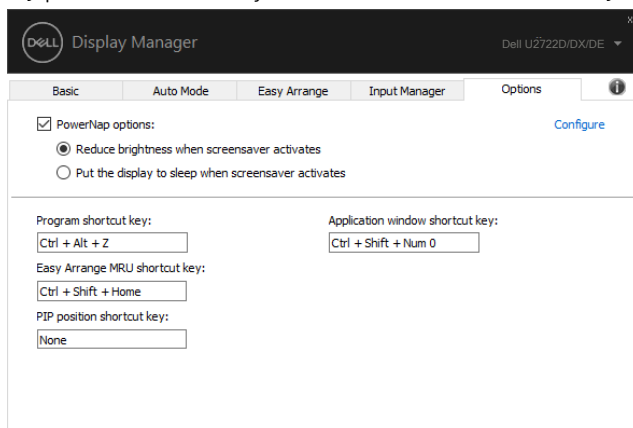 DELL Display Manager
Dell U2722D/DX/DE
Basic Auto Mode Easy Arrange Input Manager Options
PowerNap options:
Configure
Reduce brightness when screensaver activates
Put the display to sleep when screensaver activates
Program shortcut key:
Application window shortcut key:
Ctrl + Alt + Z
Ctrl + Shift + Num 0
Easy Arrange MRU shortcut key:
Ctrl + Shift + Home
PIP position shortcut key:
None